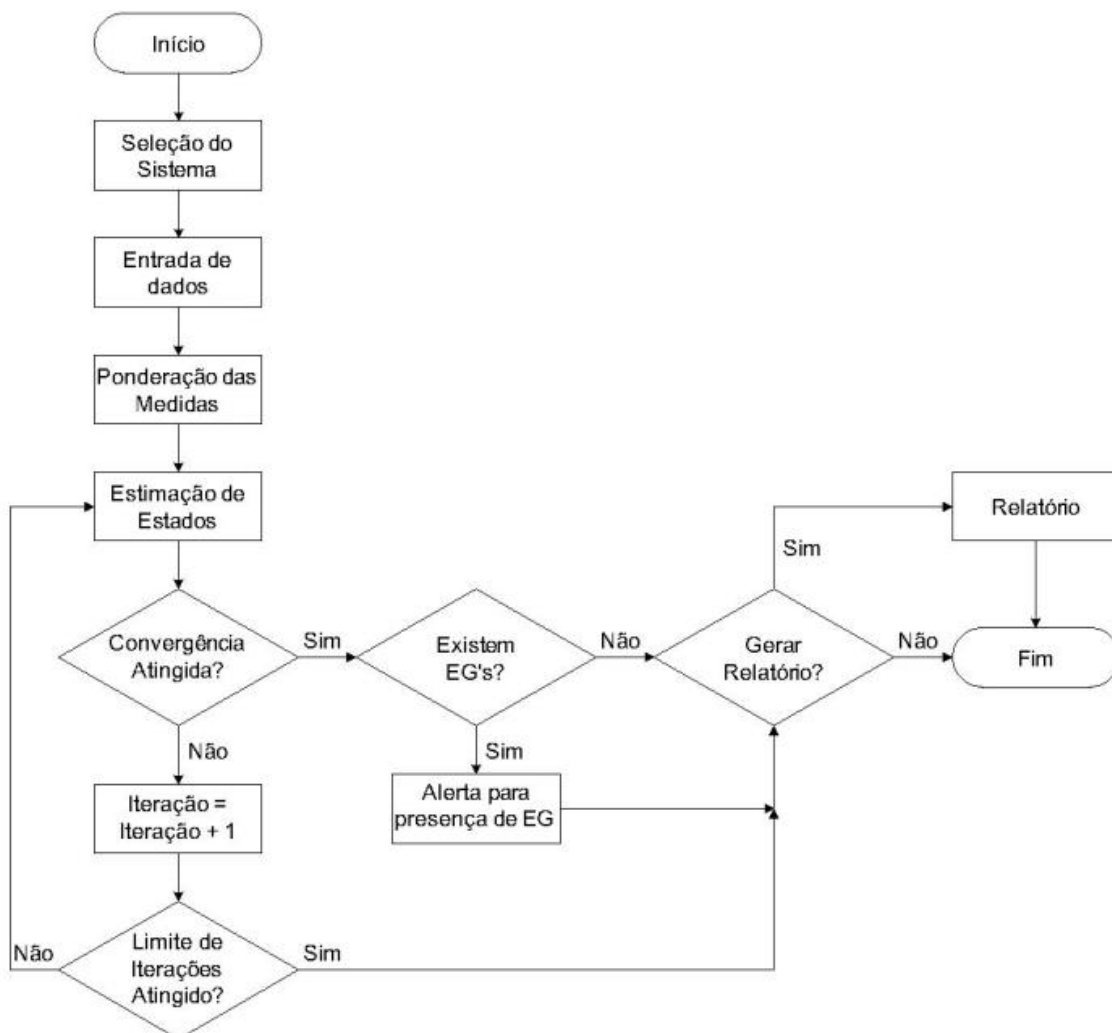 Início
Seleção do
Sistema
Entrada de
dados
Ponderação das
Medidas
Estimação de
Estados
Relatório
Sim
Convergência
Atingida?
Sim
Existem
EG's?
Não
Gerar
Relatório?
Não
Fim
Não
Sim
Iteração =
Iteração + 1
Alerta para
presença de EG
Não
Limite de
Iterações
Atingido?
Sim